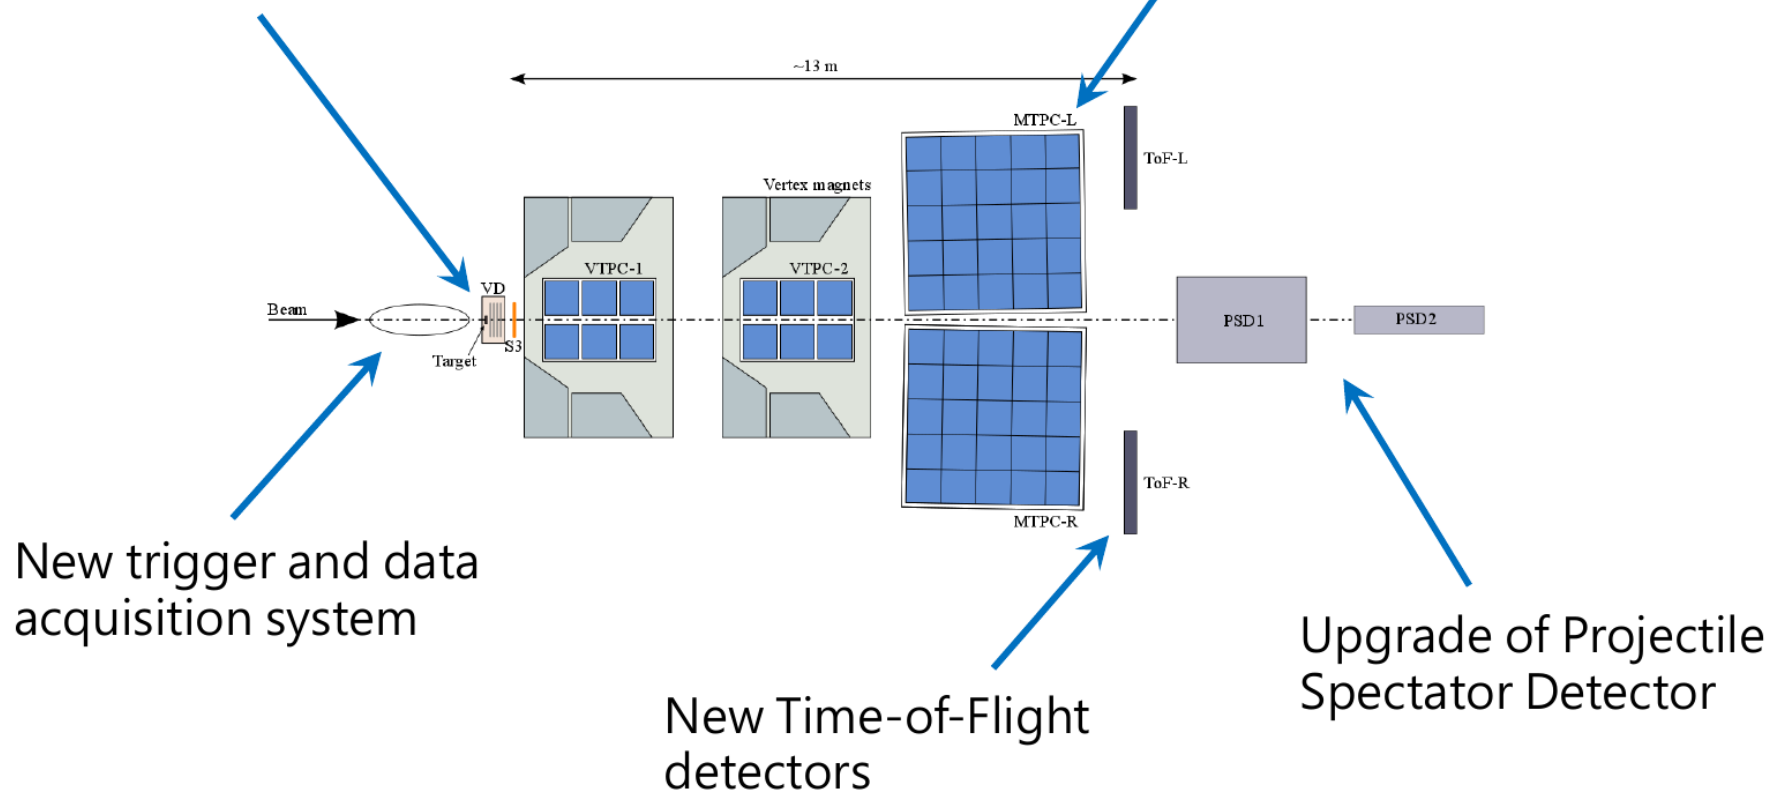 ~13 m
MTPC-L
ToF-L
Vertex magnets
VTPC-1
VTPC-2
VD
Beam
PSD1
PSD2
S3
Target
ToF-R
MTPC-R
New trigger and data
acquisition system
Upgrade of Projectile
Spectator Detector
New Time-of-Flight
detectors